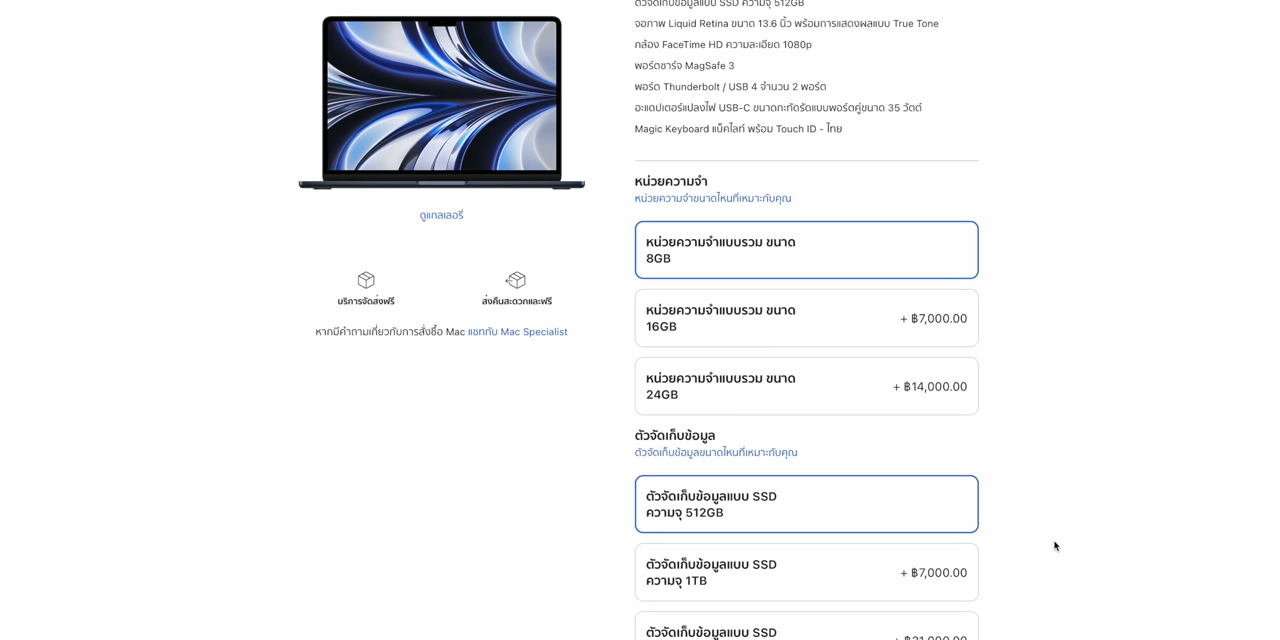 ตัวจัดเก็บข้อมูลแบบ SSD ความจุ 512GB
จอภาพ Liquid Retina ขนาด 13.6 นิ้ว พร้อมการแสดงผลแบบ True Tone
กล้อง FaceTime HD ความละเอียด 1080p
พอร์ตชาร์จ MagSafe 3
พอร์ต Thunderbolt / USB 4 จำนวน 2 พอร์ต
อะแดปเตอร์แปลงไฟ USB-C ขนาดกะทัดรัดแบบพอร์ตคู่ขนาด 35 วัตต์
Magic Keyboard แบ็คไลท์ พร้อม Touch ID - ไทย
ดูแกลเลอรี่
บริการจัดส่งฟรี
ส่งคืนสะดวกและฟรี
หากมีคำถามเกี่ยวกับการสั่งซื้อ Mac แชทกับ Mac Specialist
หน่วยความจำ
หน่วยความจำขนาดไหนที่เหมาะกับคุณ
หน่วยความจำแบบรวม ขนาด
8GB
หน่วยความจำแบบรวม ขนาด
16GB
+ ฿7,000.00
หน่วยความจำแบบรวม ขนาด
24GB
+ ฿14,000.00
ตัวจัดเก็บข้อมูล
ตัวจัดเก็บข้อมูลขนาดไหนที่เหมาะกับคุณ
ตัวจัดเก็บข้อมูลแบบ SSD
ความจุ 512GB
ตัวจัดเก็บข้อมูลแบบ SSD
ความจุ 1TB
+ ฿7,000.00
ตัวจัดเก็บข้อมูลแบบ SSD
+ ฿21,000.00